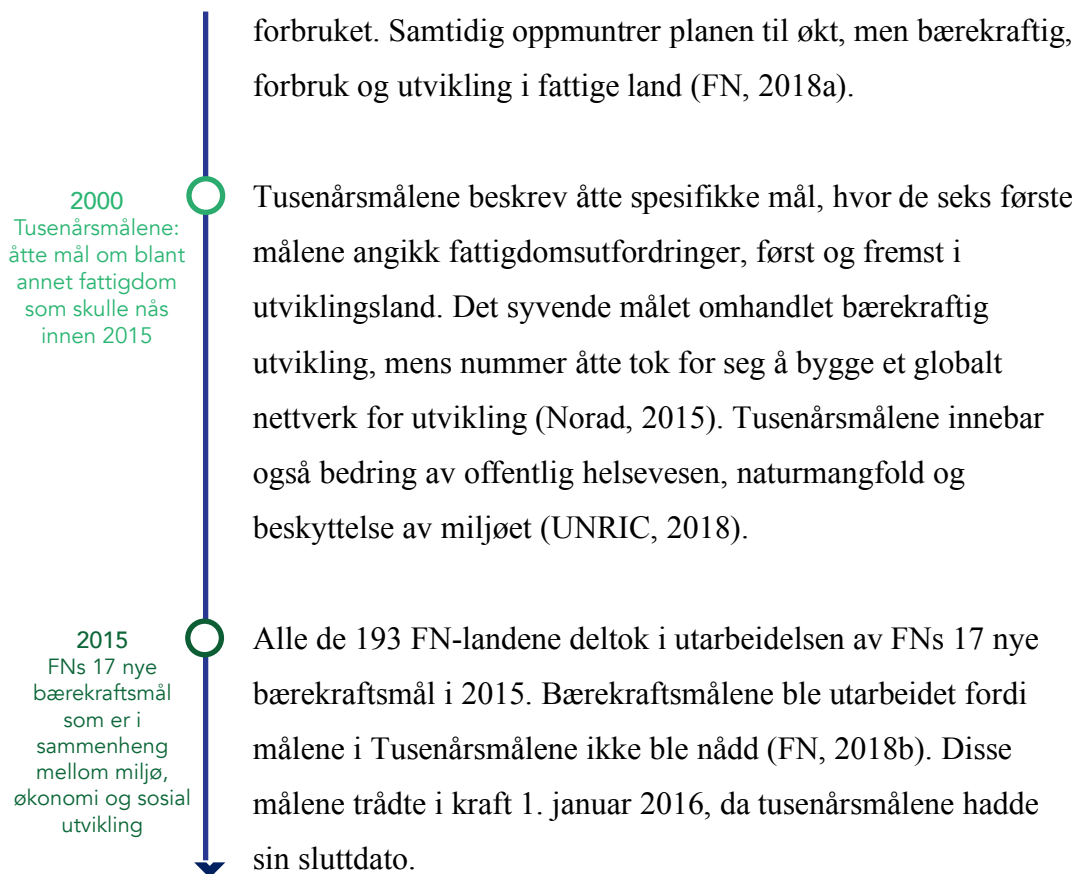 forbruket. Samtidig oppmuntrer planen til økt, men bærekraftig,
forbruk og utvikling i fattige land (FN, 2018a).
2000
Tusenårsmålene:
åtte mål om blant
annet fattigdom
som skulle nås
innen 2015
Tusenårsmålene beskrev åtte spesifikke mål, hvor de seks første
målene angikk fattigdomsutfordringer, først og fremst i
utviklingsland. Det syvende målet omhandlet bærekraftig
utvikling, mens nummer åtte tok for seg å bygge et globalt
nettverk for utvikling (Norad, 2015). Tusenårsmålene innebar
også bedring av offentlig helsevesen, naturmangfold og
beskyttelse av miljøet (UNRIC, 2018).
2015
FNs 17 nye
bærekraftsmål
som er i
sammenheng
mellom miljø,
økonomi og sosial
utvikling
Alle de 193 FN-landene deltok i utarbeidelsen av FNs 17 nye
bærekraftsmål i 2015. Bærekraftsmålene ble utarbeidet fordi
målene i Tusenårsmålene ikke ble nådd (FN, 2018b). Disse
målene trådte i kraft 1. januar 2016, da tusenårsmålene hadde
sin sluttdato.